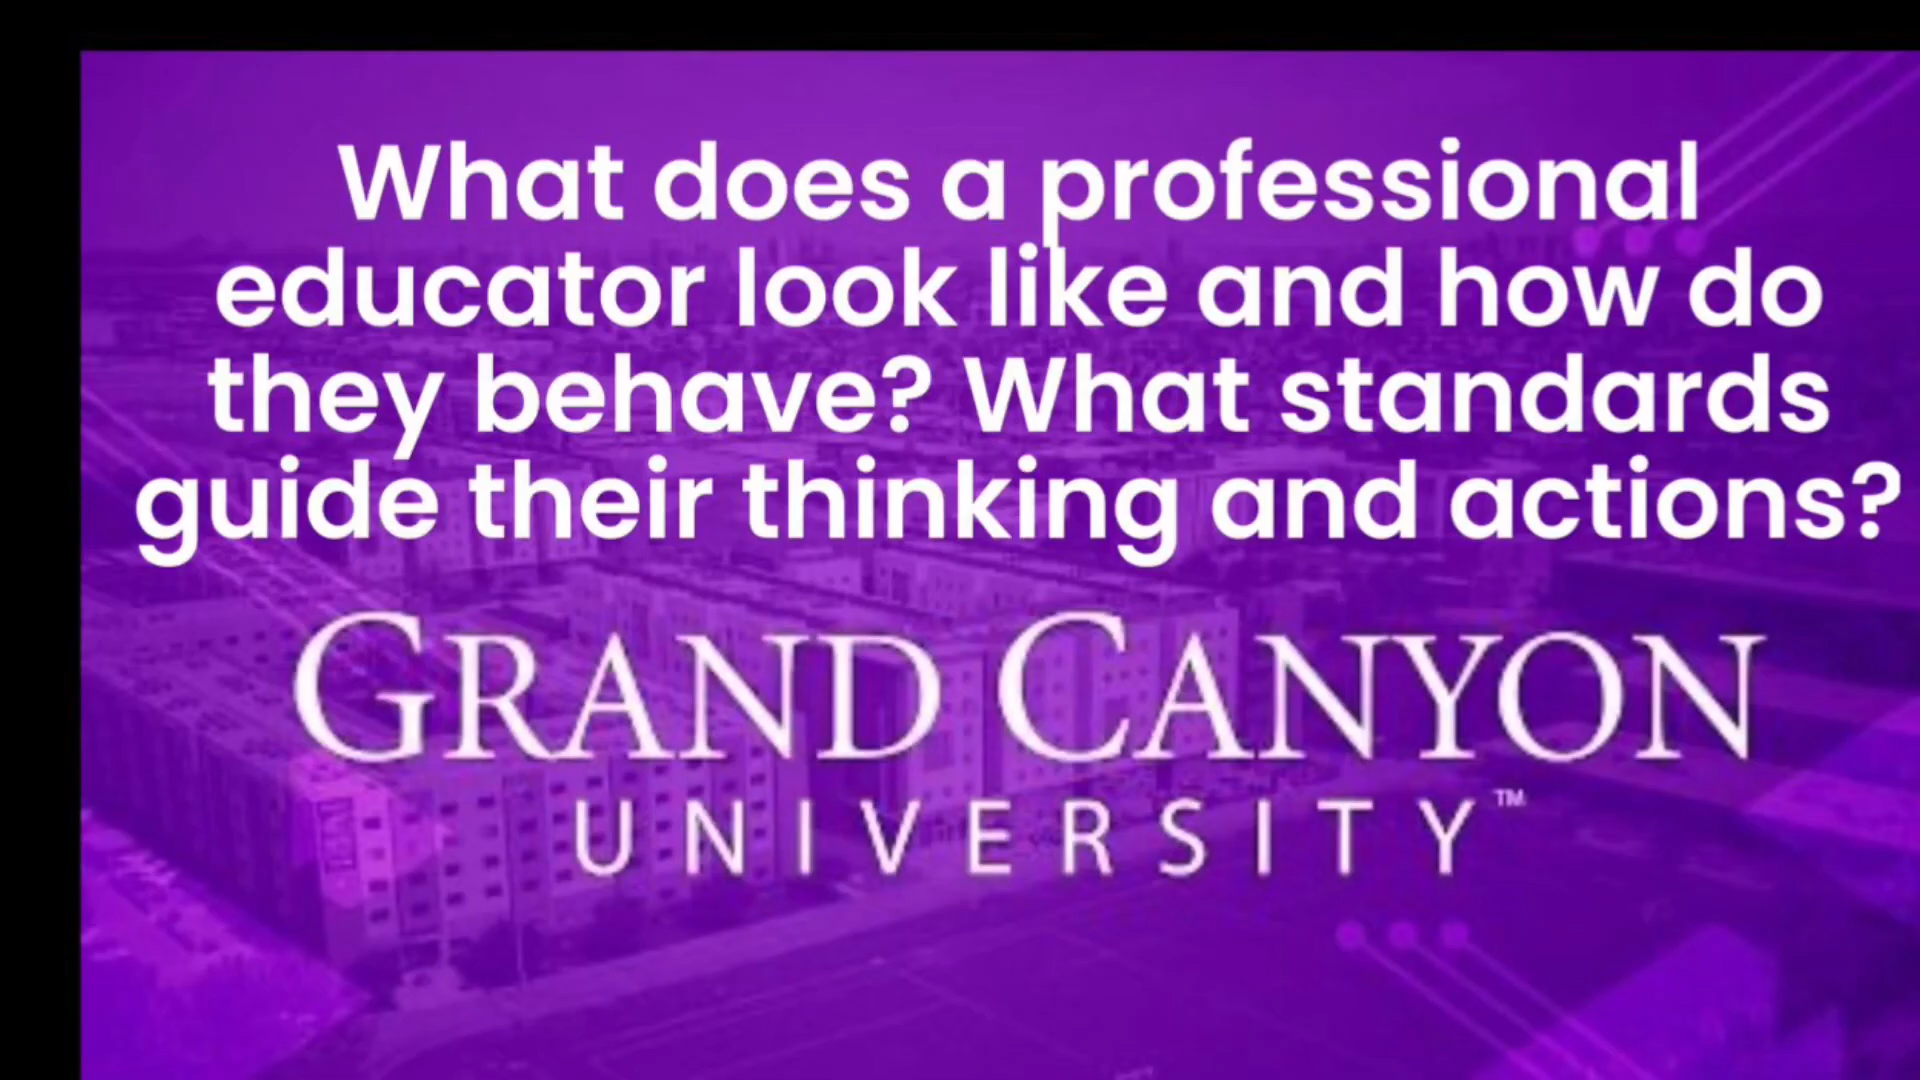 What does a professional
educator look like and how do
they behave? What standards
guide their thinking and actions?
GRAND CANYON
UNIVERSITY™